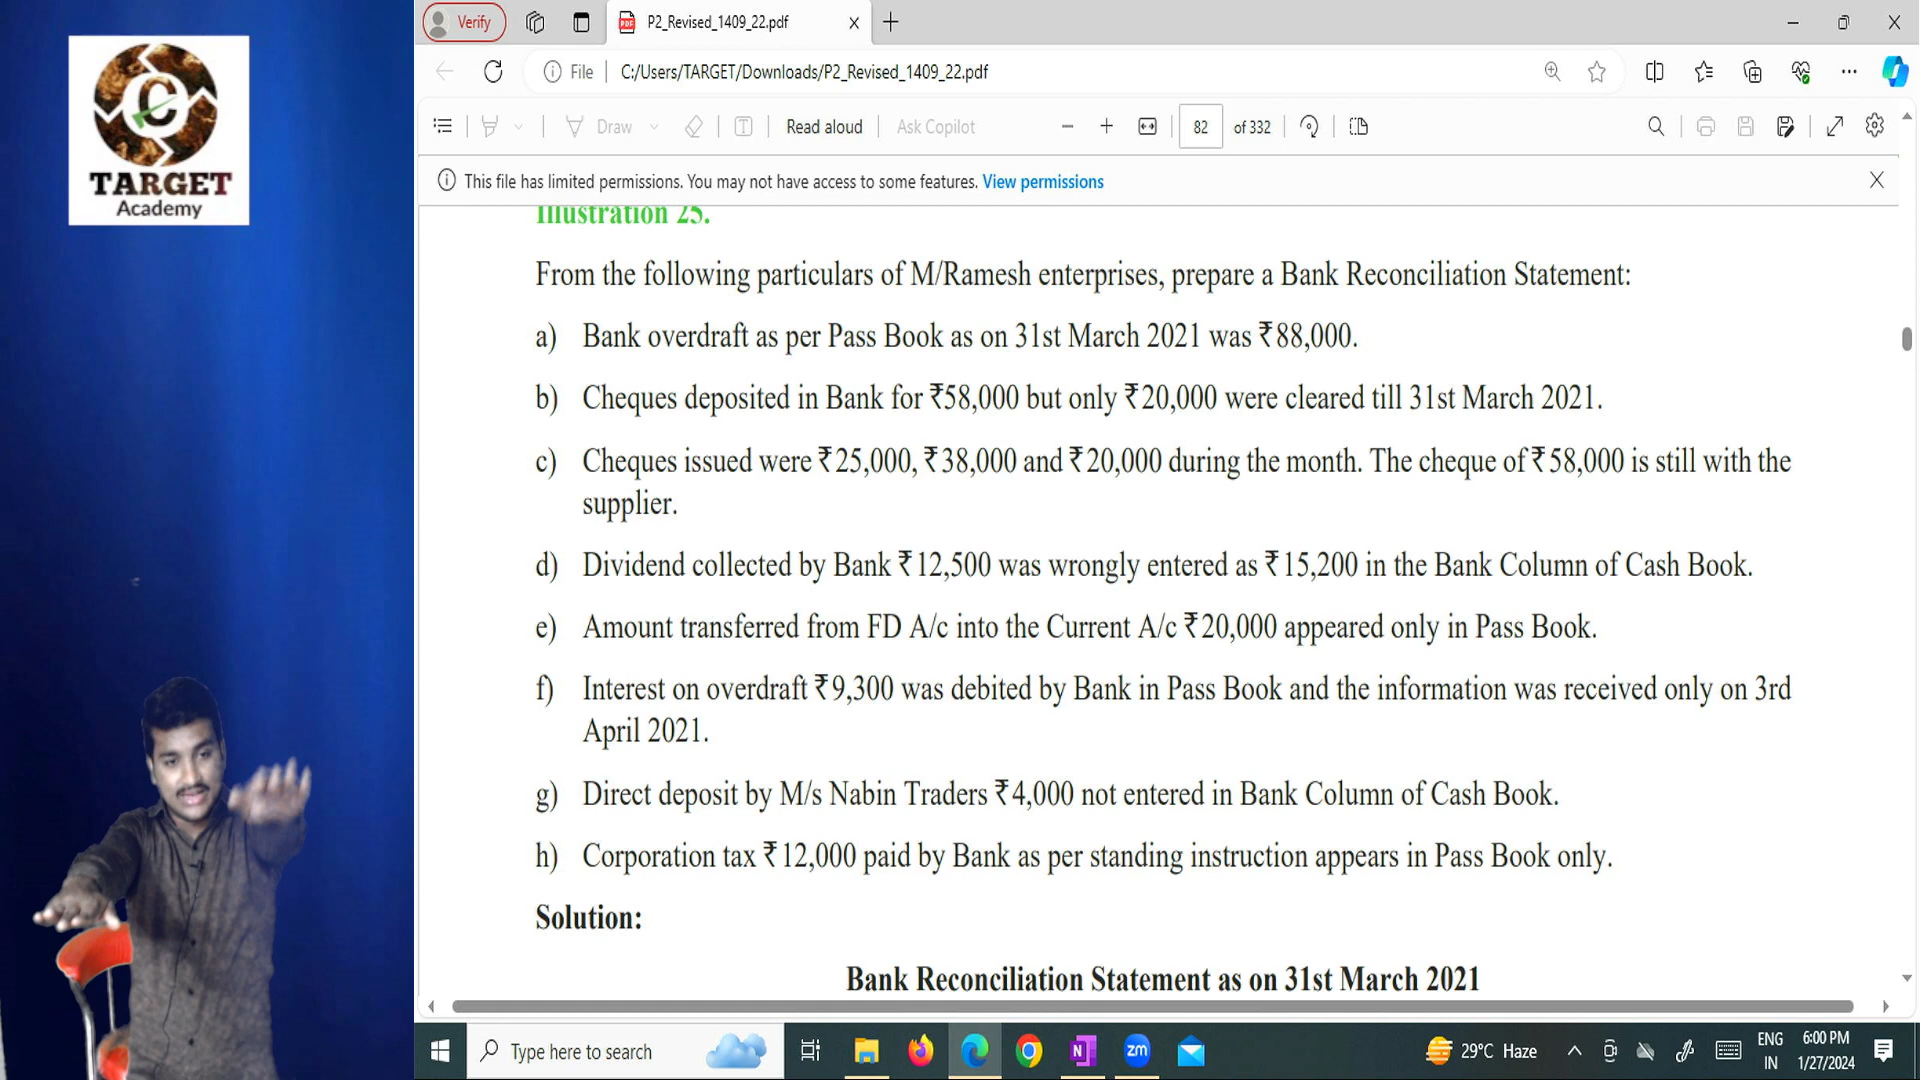 Verify
P2_Revised_1409_22.pdf
C
TARGET
Academy
File
C:/Users/TARGET/Downloads/P2_Revised_1409_22.pdf
Draw
Read aloud
Ask Copilot
82
of 332
This file has limited permissions. You may not have access to some features. View permissions
Illustration 25.
From the following particulars of M/Ramesh enterprises, prepare a Bank Reconciliation Statement:
a) Bank overdraft as per Pass Book as on 31st March 2021 was ₹88,000.
b) Cheques deposited in Bank for ₹58,000 but only ₹20,000 were cleared till 31st March 2021.
c) Cheques issued were ₹25,000, ₹38,000 and ₹20,000 during the month. The cheque of ₹58,000 is still with the
supplier.
d) Dividend collected by Bank ₹12,500 was wrongly entered as ₹15,200 in the Bank Column of Cash Book.
e) Amount transferred from FD A/c into the Current A/c ₹20,000 appeared only in Pass Book.
f) Interest on overdraft ₹9,300 was debited by Bank in Pass Book and the information was received only on 3rd
April 2021.
g) Direct deposit by M/s Nabin Traders ₹4,000 not entered in Bank Column of Cash Book.
h) Corporation tax ₹12,000 paid by Bank as per standing instruction appears in Pass Book only.
Solution:
Bank Reconciliation Statement as on 31st March 2021
Type here to search
N
zm
29°C Haze
ENG
IN
6:00 PM
1/27/2024